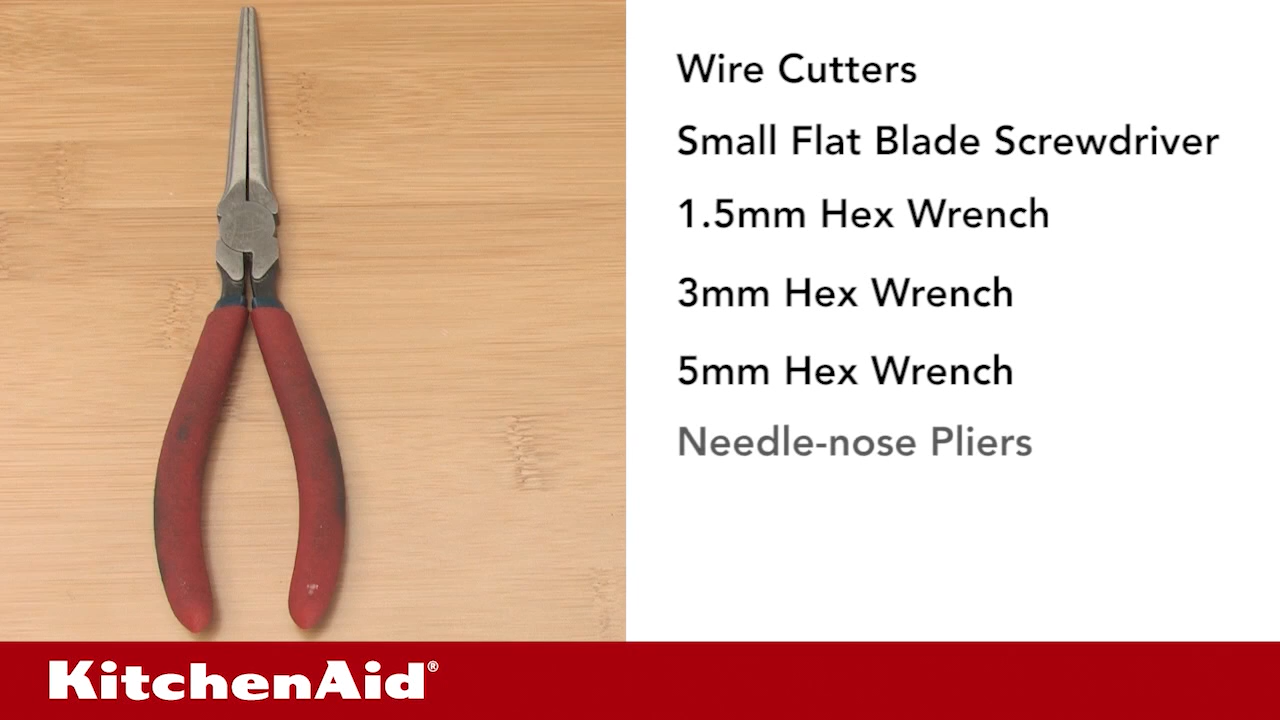 Wire Cutters
Small Flat Blade Screwdriver
1.5mm Hex Wrench
3mm Hex Wrench
5mm Hex Wrench
Needle-nose Pliers
KitchenAid®